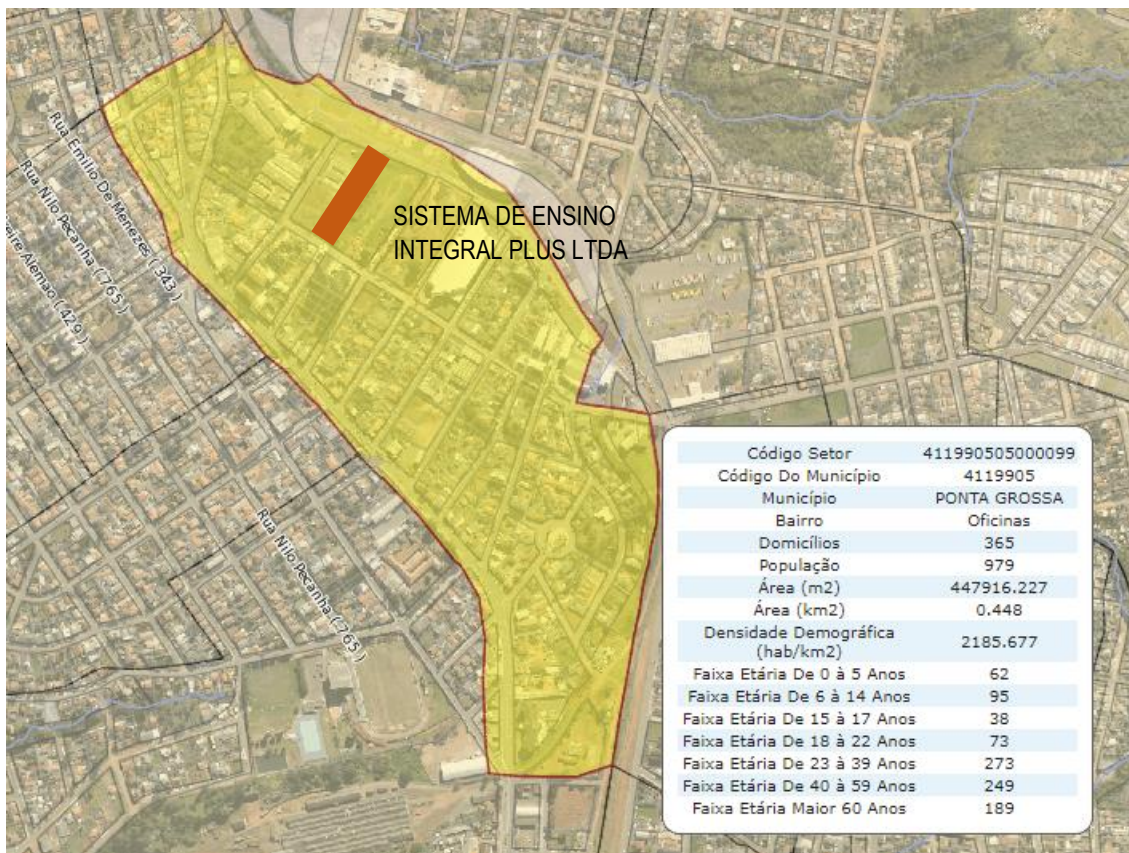 Rua Emilio De Menezes ( 343 )
Rua Nilo Peçanha ( 765 )
reire Alemao ( 429 )
SISTEMA DE ENSINO
INTEGRAL PLUS LTDA
Rua Nilo Peçanha ( 765 )
Código Setor 411990505000099
Código Do Município 4119905
Município PONTA GROSSA
Bairro Oficinas
Domicílios 365
População 979
Área (m2) 447916.227
Área (km2) 0.448
Densidade Demográfica
(hab/km2) 2185.677
Faixa Etária De 0 à 5 Anos 62
Faixa Etária De 6 à 14 Anos 95
Faixa Etária De 15 à 17 Anos 38
Faixa Etária De 18 à 22 Anos 73
Faixa Etária De 23 à 39 Anos 273
Faixa Etária De 40 à 59 Anos 249
Faixa Etária Maior 60 Anos 189